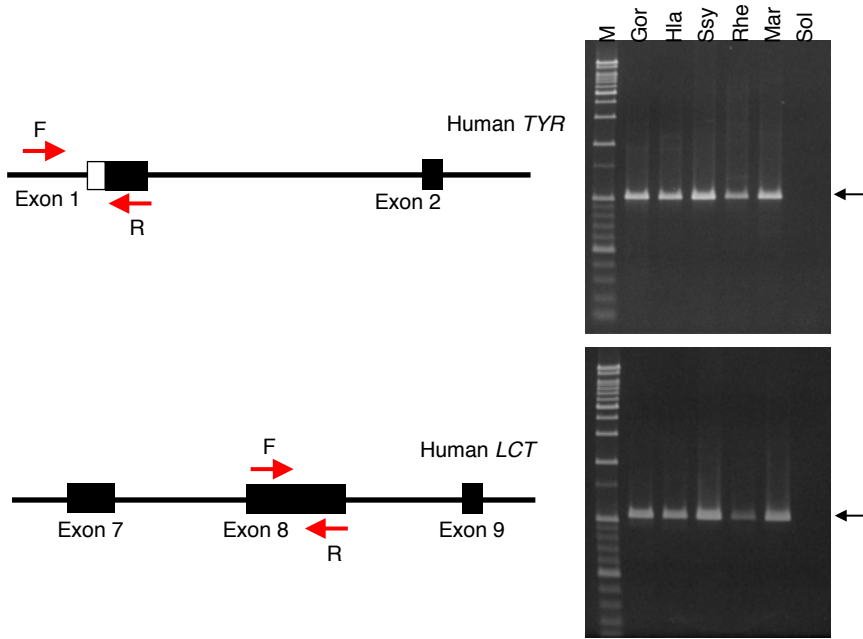 Human TYR
F
Exon 1
R
Exon 2
M Gor Hla Ssy Rhe Mar Sol
Human LCT
F
Exon 7
Exon 8
R
Exon 9